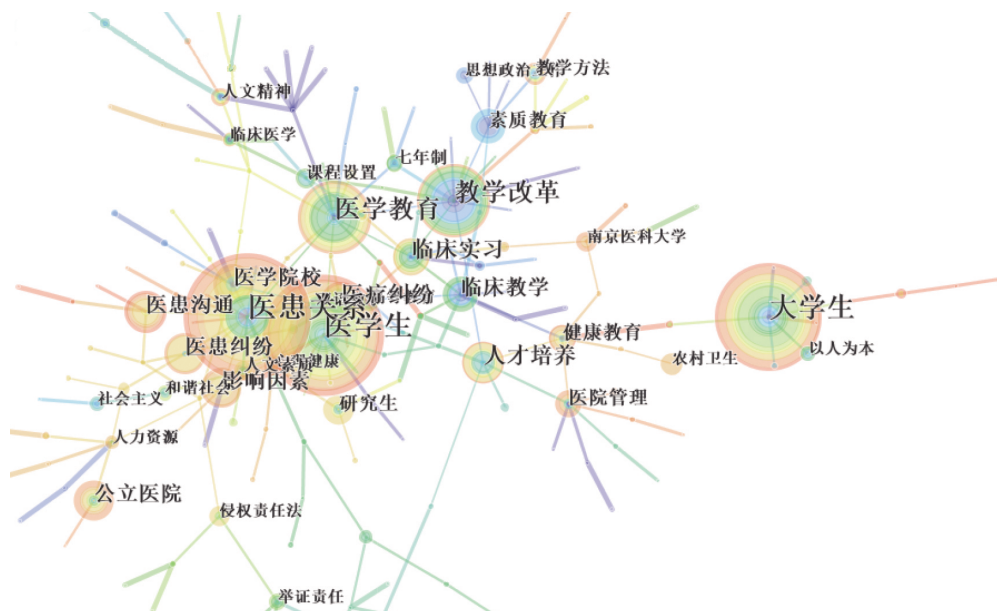 思想政治
教学方法
人文精神
素质教育
临床医学
七年制
课程设置
教学改革
医学教育
南京医科大学
临床实习
医学院校
临床教学
医患沟通
医患关系
医疗纠纷
大学生
医学生
健康教育
医患纠纷
人才培养
以人为本
人文素质
健康
农村卫生
影响因素
和谐社会
社会主义
研究生
医院管理
人力资源
公立医院
侵权责任法
举证责任